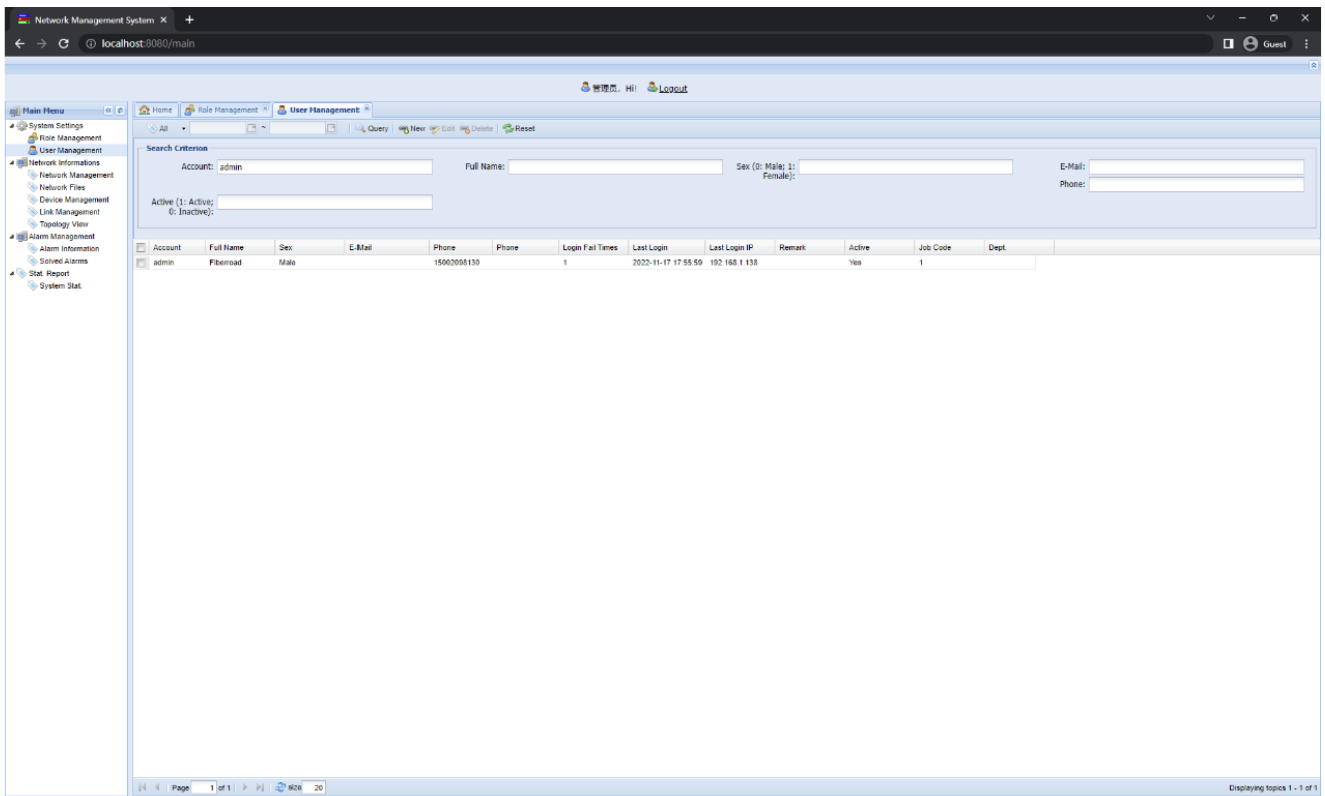 Network Management System
localhost:8080/main
Guest
管理员, Hi! Logout
Main Menu
Home Role Management User Management
System Settings
Role Management
User Management
Network Informations
Network Management
Network Files
Device Management
Link Management
Topology View
Alarm Management
Alarm Information
Solved Alarms
Stat. Report
System Stat.
All ~ Query New Edit Delete Reset
Search Criterion
Account: admin Full Name: Sex (0: Male; 1: Female): E-Mail:
Phone:
Active (1: Active; 0: Inactive):
Account Full Name Sex E-Mail Phone Phone Login Fail Times Last Login Last Login IP Remark Active Job Code Dept.
admin Fiberroad Male 15002098130 1 2022-11-17 17:55:59 192.168.1.138 Yes 1
Page 1 of 1 size 20 Displaying topics 1 - 1 of 1